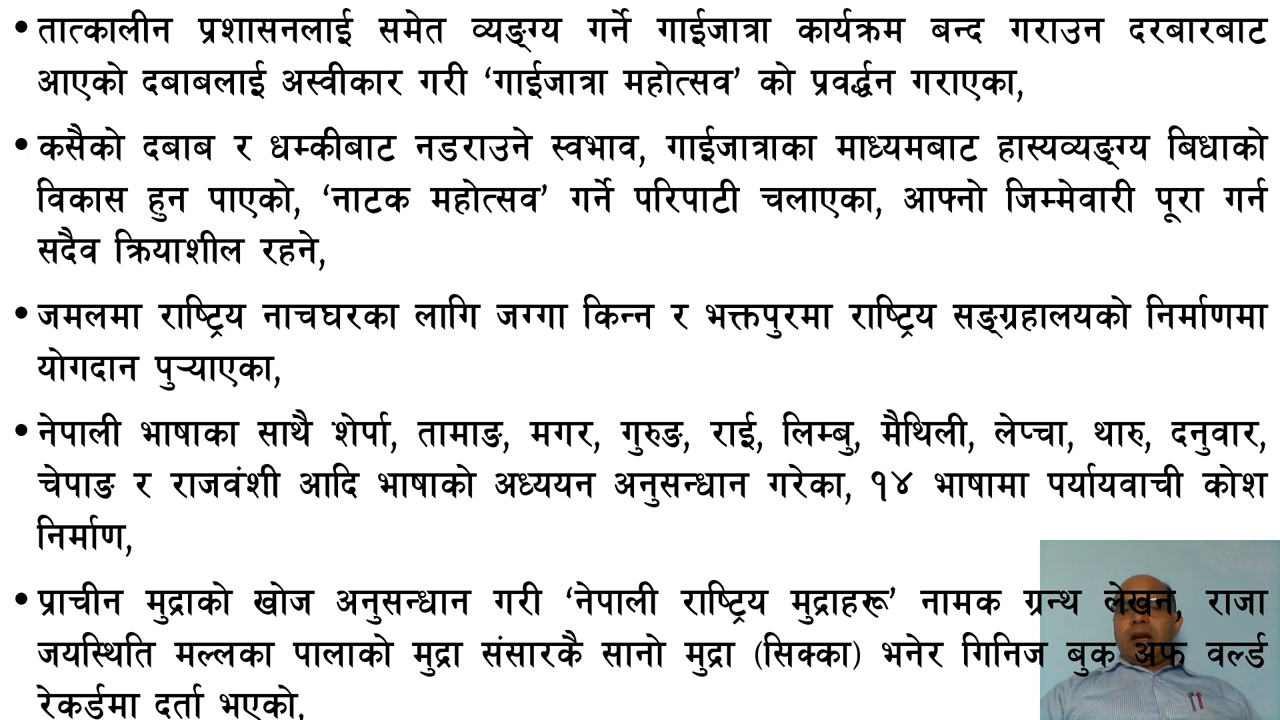 • तात्कालीन प्रशासनलाई समेत व्यङ्ग्य गर्ने गाईजात्रा कार्यक्रम बन्द गराउन दरबारबाट
आएको दबाबलाई अस्वीकार गरी ‘गाईजात्रा महोत्सव’ को प्रवर्द्धन गराएका,
• कसैको दबाब र धम्कीबाट नडराउने स्वभाव, गाईजात्राका माध्यमबाट हास्यव्यङ्ग्य बिधाको
विकास हुन पाएको, ‘नाटक महोत्सव’ गर्ने परिपाटी चलाएका, आफ्नो जिम्मेवारी पूरा गर्न
सदैव क्रियाशील रहने,
• जमलमा राष्ट्रिय नाचघरका लागि जग्गा किन्न र भक्तपुरमा राष्ट्रिय सङ्ग्रहालयको निर्माणमा
योगदान पुर्‍याएका,
• नेपाली भाषाका साथै शेर्पा, तामाङ, मगर, गुरुङ, राई, लिम्बु, मैथिली, लेप्चा, थारु, दनुवार,
चेपाङ र राजवंशी आदि भाषाको अध्ययन अनुसन्धान गरेका, १४ भाषामा पर्यायवाची कोश
निर्माण,
• प्राचीन मुद्राको खोज अनुसन्धान गरी ‘नेपाली राष्ट्रिय मुद्राहरू’ नामक ग्रन्थ लेखन, राजा
जयस्थिति मल्लका पालाको मुद्रा संसारकै सानो मुद्रा (सिक्का) भनेर गिनिज बुक अफ वर्ल्ड
रेकर्डमा दर्ता भएको,